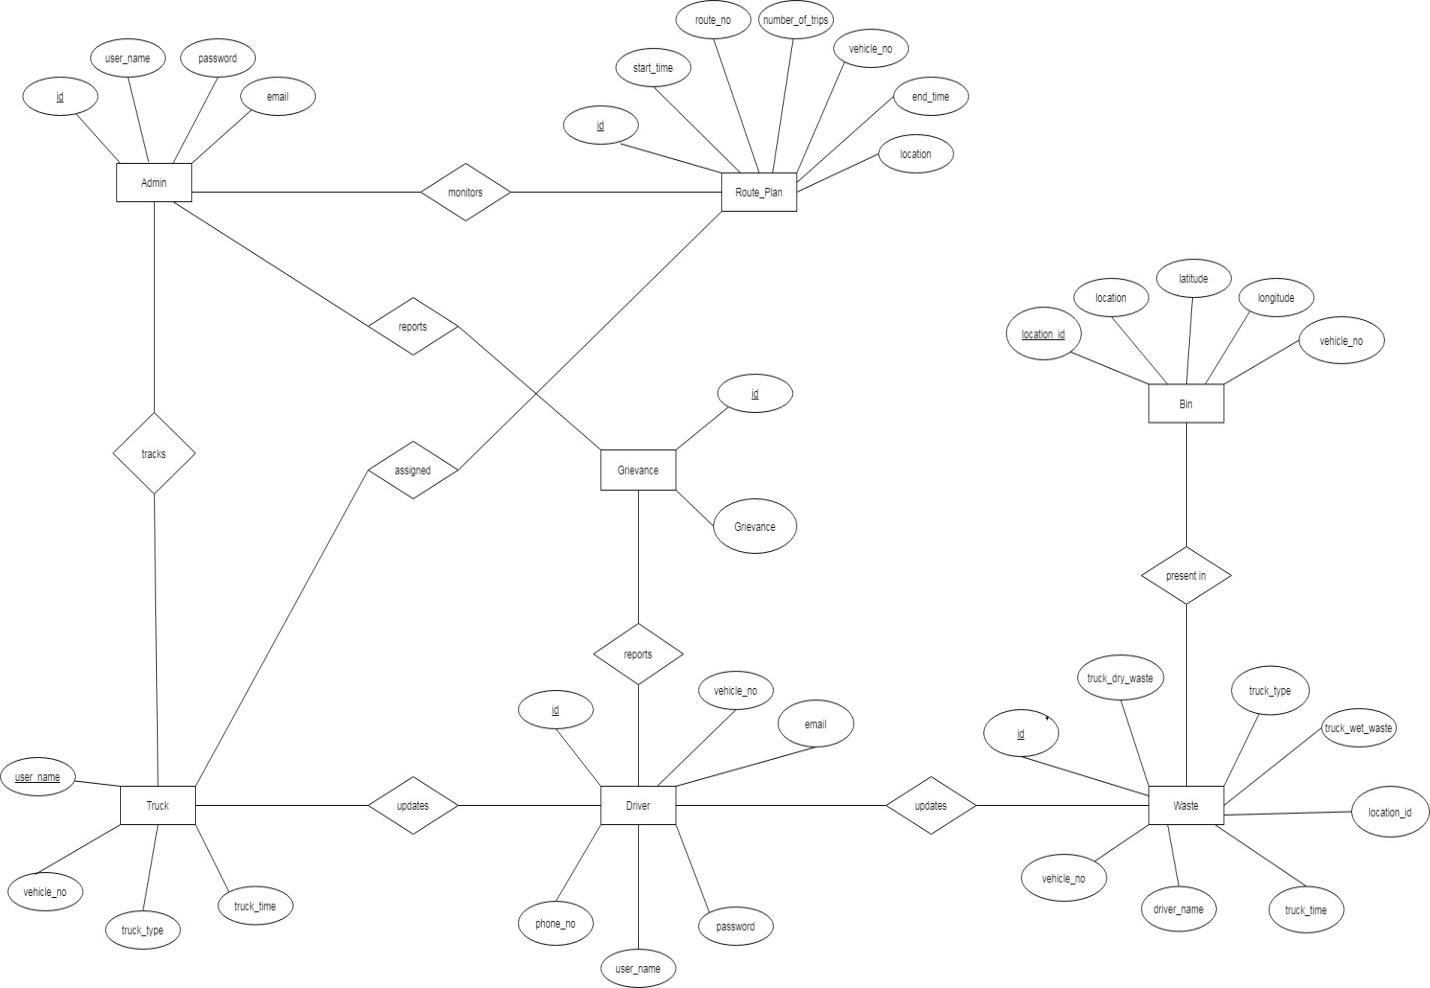 route_no
number_of_trips
user_name
password
vehicle_no
start_time
id
email
end_time
id
location
Admin
monitors
Route_Plan
latitude
location
longitude
location_id
vehicle_no
reports
id
Bin
tracks
assigned
Grievance
Grievance
present in
reports
truck_dry_waste
vehicle_no
truck_type
id
email
id
truck_wet_waste
user_name
Truck
updates
Driver
updates
Waste
location_id
vehicle_no
truck_time
vehicle_no
driver_name
truck_time
truck_type
phone_no
password
user_name